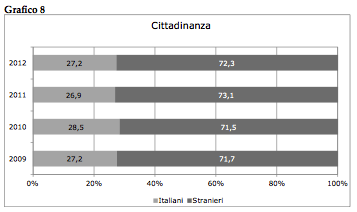 Grafico 8
Cittadinanza
2012 27,2 72,3
2011 26,9 73,1
2010 28,5 71,5
2009 27,2 71,7
0% 20% 40% 60% 80% 100%
Italiani Stranieri